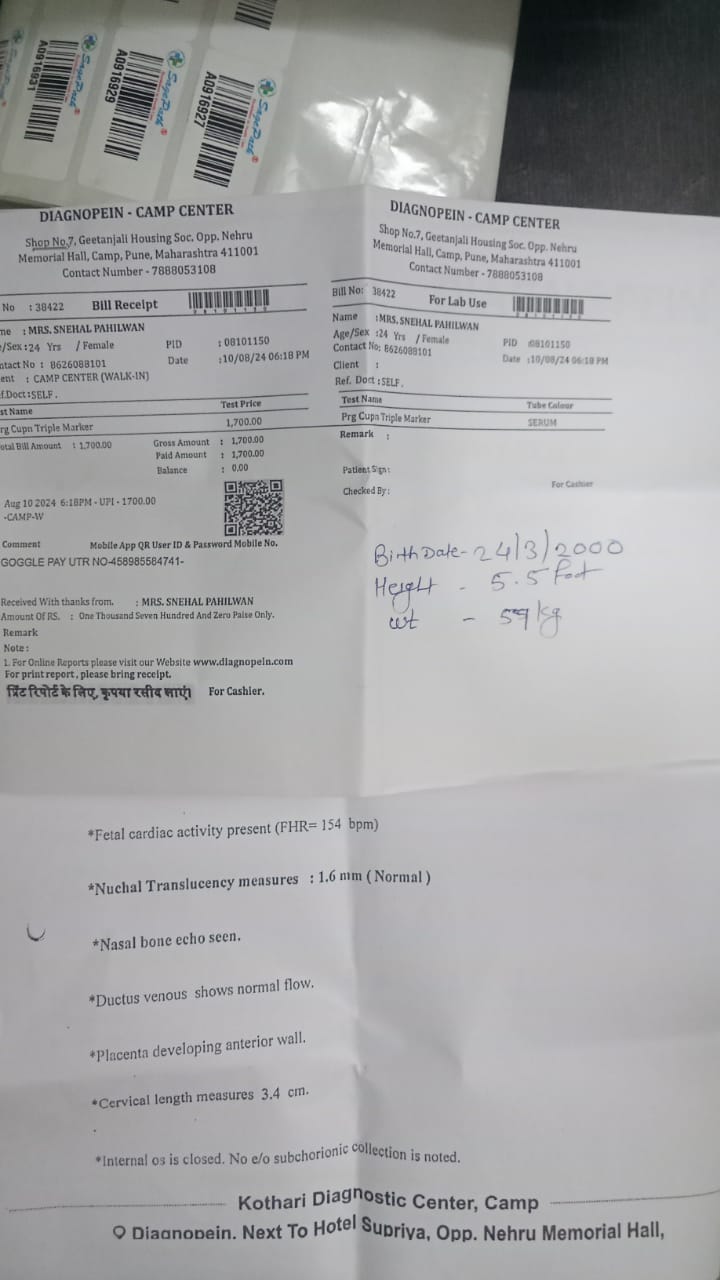 A0916931
SagePath
A0916929
SagePath
A0916927
SagePath
DIAGNOPEIN - CAMP CENTER
Shop No,7, Geetanjali Housing Soc. Opp. Nehru
Memorial Hall, Camp, Pune, Maharashtra 411001
Contact Number - 7888053108
No : 38422 Bill Receipt
me : MRS. SNEHAL PAHILWAN
e/Sex :24 Yrs / Female PID : 08101150
ntact No : 8626088101 Date :10/08/24 06:18 PM
ent : CAMP CENTER (WALK-IN)
f.Doct :SELF .
st Name Test Price
rg Cupn Triple Marker 1,700.00
otal Bill Amount : 1,700.00 Gross Amount : 1,700.00
Paid Amount : 1,700.00
Balance : 0.00
Aug 10 2024 6:18PM - UPI - 1700.00
-CAMP-W
Comment Mobile App QR User ID & Password Mobile No.
GOGGLE PAY UTR NO-458985584741-
Received With thanks from. : MRS. SNEHAL PAHILWAN
Amount Of RS. : One Thousand Seven Hundred And Zero Paise Only.
Remark
Note :
1. For Online Reports please visit our Website www.diagnopein.com
For print report , please bring receipt.
प्रिंट रिपोर्ट के लिए, कृपया रसीद लाएं। For Cashier.
DIAGNOPEIN - CAMP CENTER
Shop No.7, Geetanjali Housing Soc. Opp. Nehru
Memorial Hall, Camp, Pune, Maharashtra 411001
Contact Number - 7888053108
Bill No: 38422 For Lab Use
Name :MRS. SNEHAL PAHILWAN
Age/Sex :24 Yrs / Female PID :08101150
Contact No: 8626088101 Date :10/08/24 06:18 PM
Client :
Ref. Doct :SELF .
Test Name Tube Colour
Prg Cupn Triple Marker SERUM
Remark :
Patient Sign:
For Cashier
Checked By:
Birth Date - 24/3/2000
Height - 5.5 foot
wt - 59 kg
*Fetal cardiac activity present (FHR= 154 bpm)
*Nuchal Translucency measures : 1.6 mm ( Normal )
*Nasal bone echo seen.
*Ductus venous shows normal flow.
*Placenta developing anterior wall.
*Cervical length measures 3.4 cm.
*Internal os is closed. No e/o subchorionic collection is noted.
Kothari Diagnostic Center, Camp
Diagnopein. Next To Hotel Supriya, Opp. Nehru Memorial Hall,